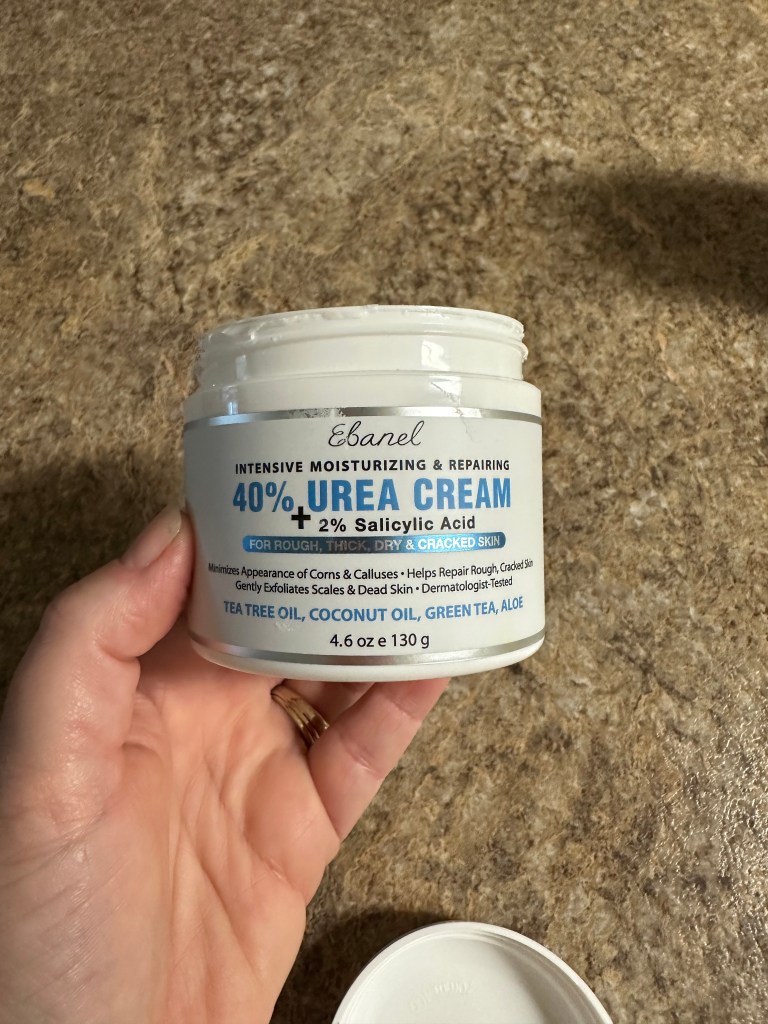 Ebanel
INTENSIVE MOISTURIZING & REPAIRING
40% UREA CREAM
+ 2% Salicylic Acid
FOR ROUGH, THICK, DRY & CRACKED SKIN
Minimizes Appearance of Corns & Calluses • Helps Repair Rough, Cracked Skin
Gently Exfoliates Scales & Dead Skin • Dermatologist-Tested
TEA TREE OIL, COCONUT OIL, GREEN TEA, ALOE
4.6 oz e 130 g